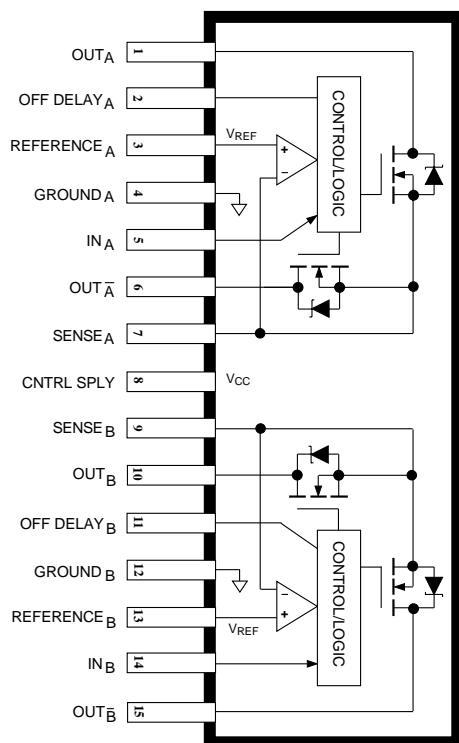 OUTA 1
OFF DELAYA 2
REFERENCEA 3 VREF
GROUNDA 4
INA 5
OUTA̅ 6
SENSEA 7
CNTRL SPLY 8 VCC
SENSEB 9
OUTB 10
OFF DELAYB 11
GROUNDB 12
REFERENCEB 13 VREF
INB 14
OUTB̅ 15
+
−
CONTROL/LOGIC
−
+
CONTROL/LOGIC